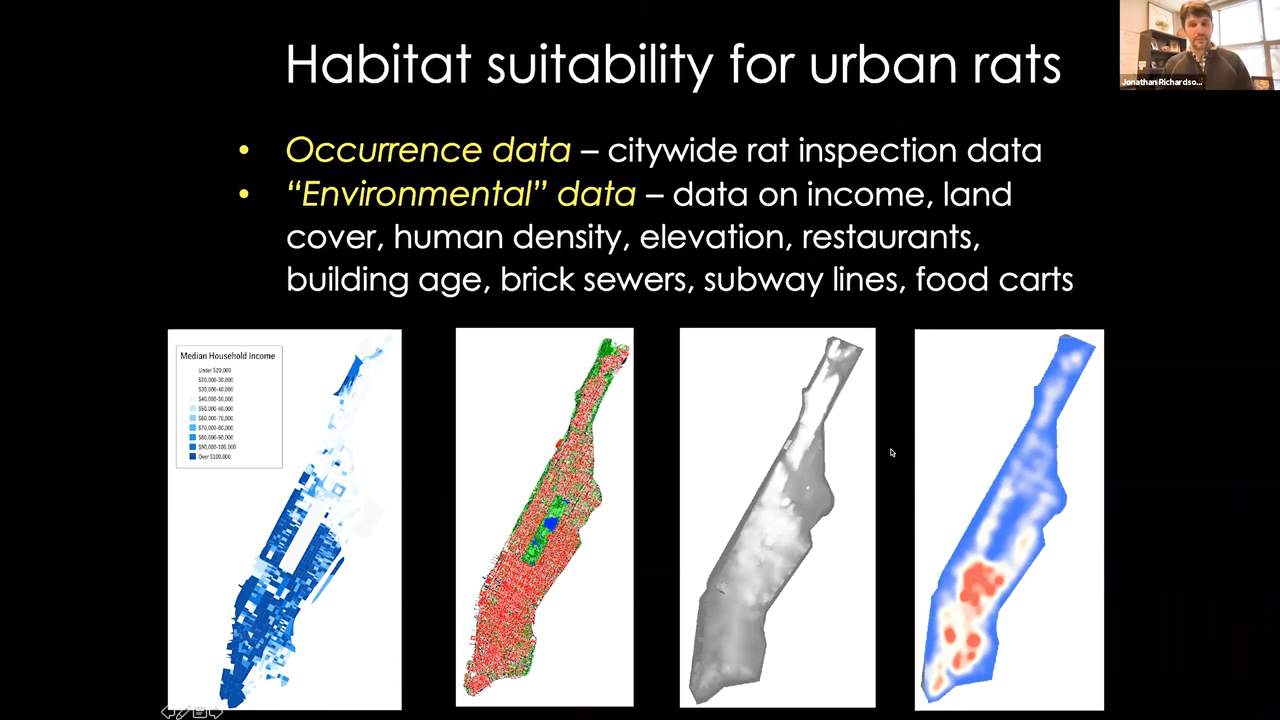 Habitat suitability for urban rats
Jonathan Richardso...
• Occurrence data – citywide rat inspection data
• “Environmental” data – data on income, land
cover, human density, elevation, restaurants,
building age, brick sewers, subway lines, food carts
Median Household Income
Under $20,000
$20,000-30,000
$30,000-40,000
$40,000-50,000
$50,000-60,000
$60,000-70,000
$70,000-80,000
$80,000-90,000
$90,000-100,000
Over $100,000